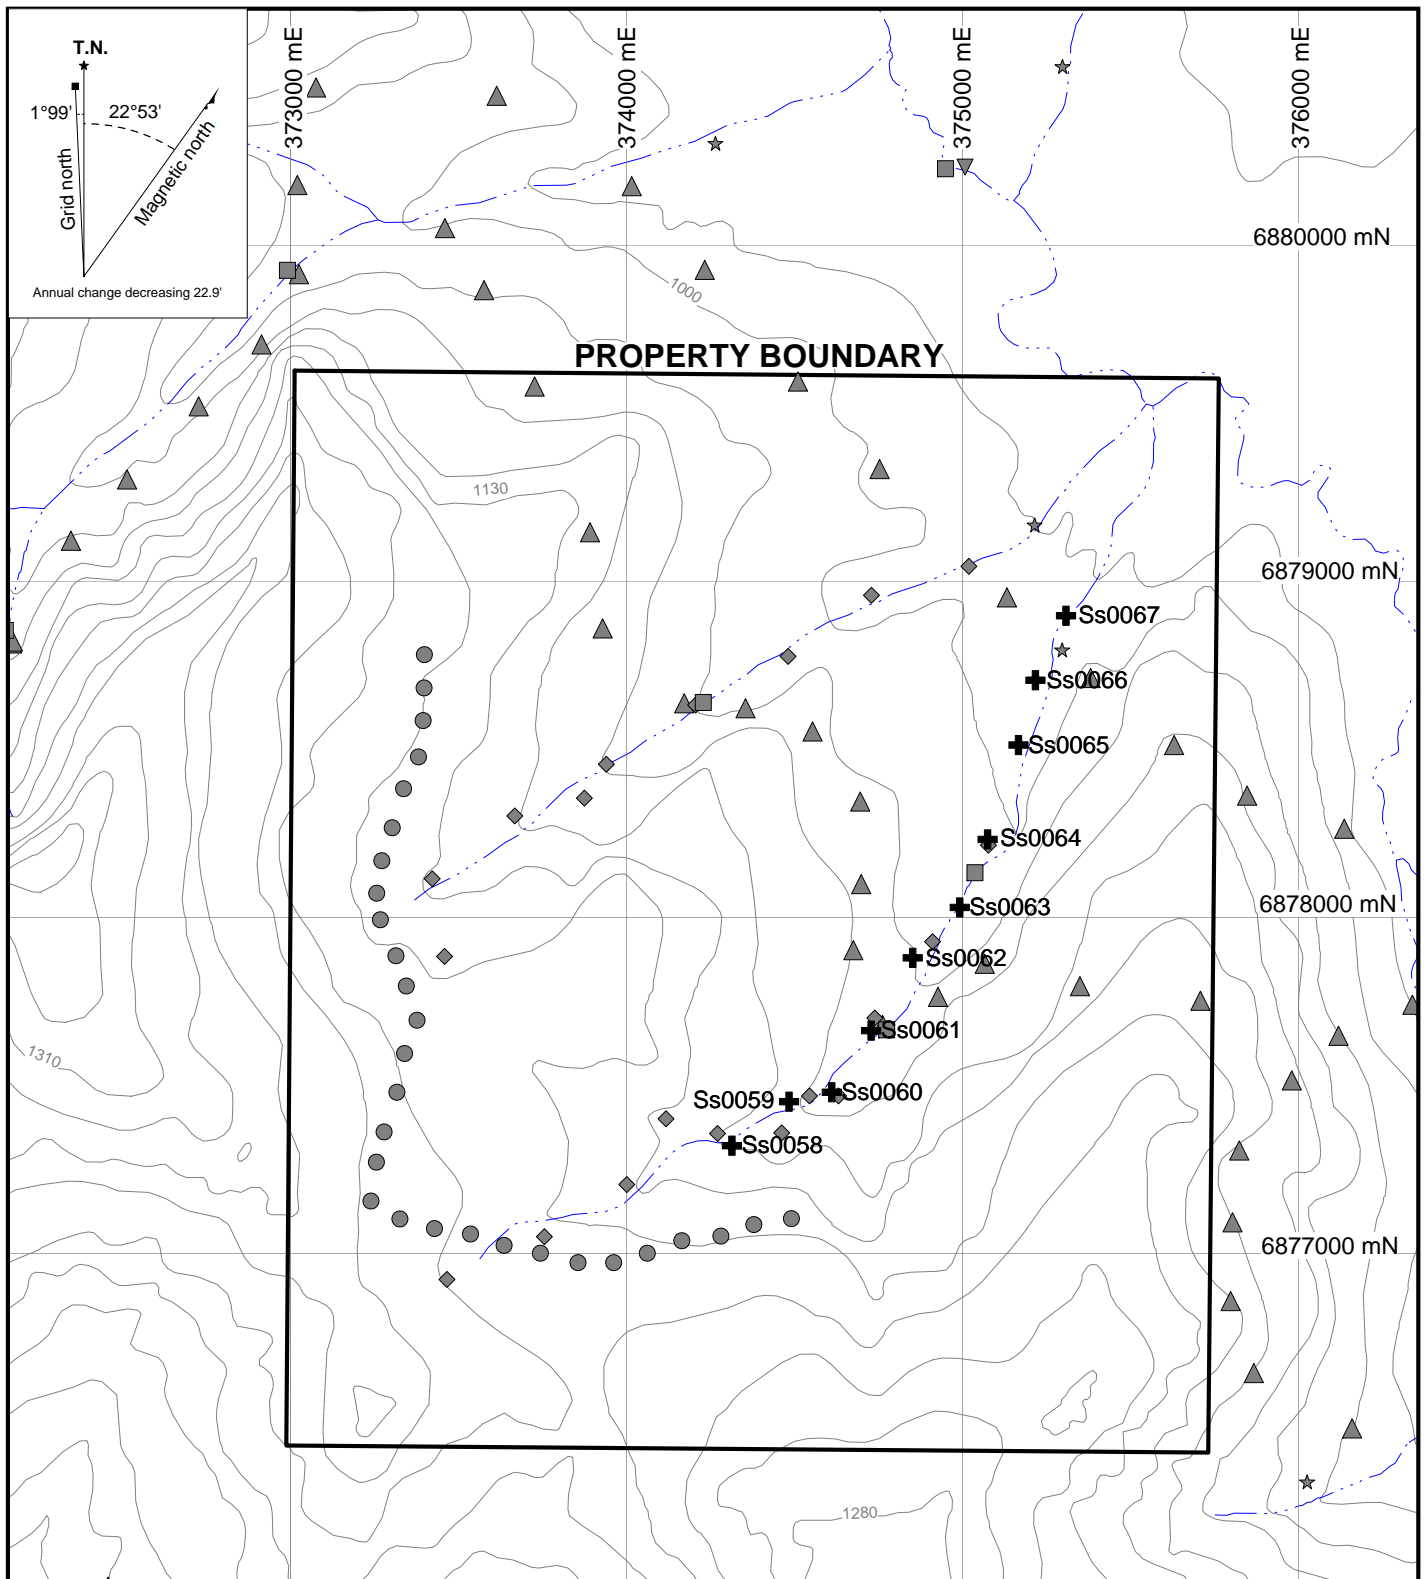 T.N.
1°99'
22°53'
Grid north
Magnetic north
Annual change decreasing 22.9'
373000 mE
374000 mE
375000 mE
376000 mE
6880000 mN
1000
PROPERTY BOUNDARY
1130
6879000 mN
Ss0067
Ss0066
Ss0065
Ss0064
Ss0063
6878000 mN
Ss0062
Ss0061
1310
Ss0060
Ss0059
Ss0058
6877000 mN
1280